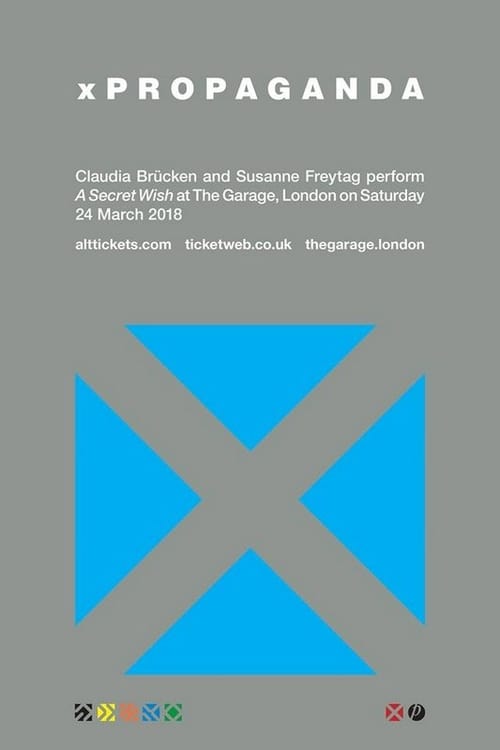 xPROPAGANDA
Claudia Brücken and Susanne Freytag perform
A Secret Wish at The Garage, London on Saturday
24 March 2018
alttickets.com ticketweb.co.uk thegarage.london
p